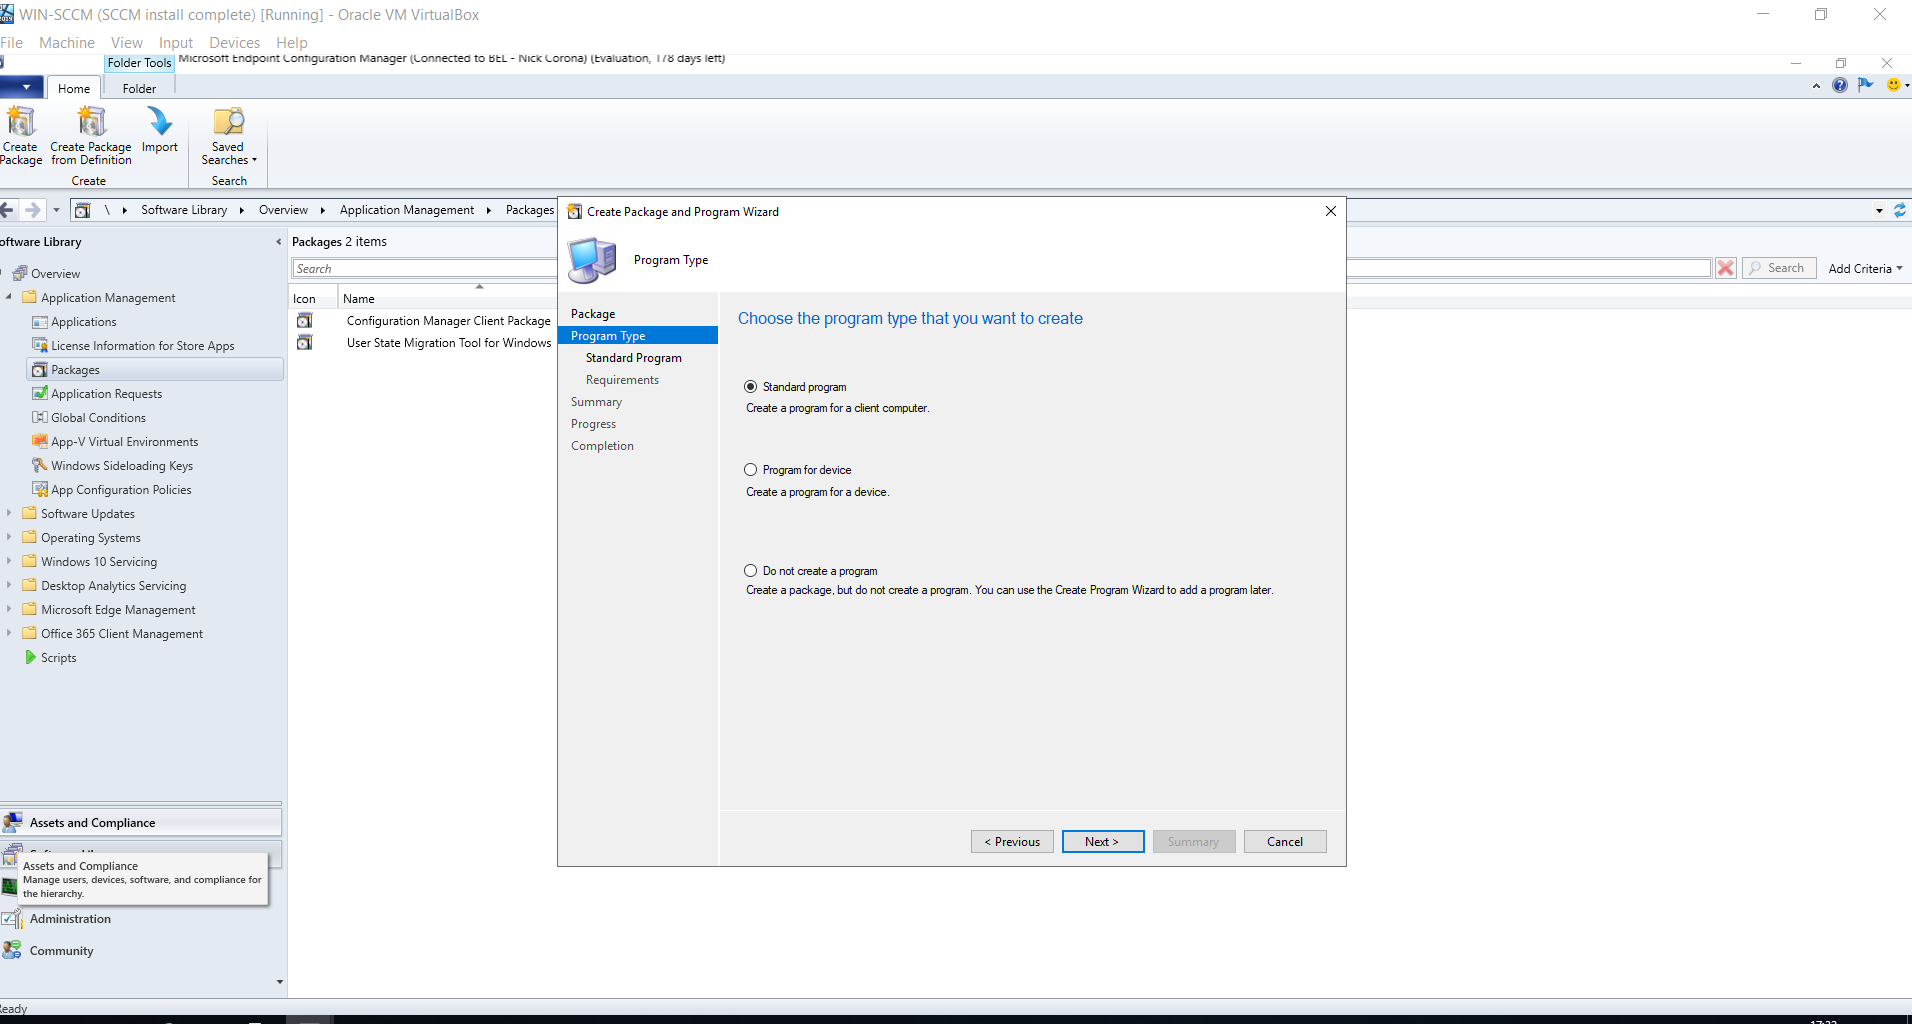 WIN-SCCM (SCCM install complete) [Running] - Oracle VM VirtualBox
File Machine View Input Devices Help
Folder Tools Microsoft Endpoint Configuration Manager (Connected to BEL - Nick Corona) (Evaluation, 178 days left)
Home Folder
Create Package
Create Package from Definition
Import
Saved Searches
Create
Search
\ Software Library Overview Application Management Packages
oftware Library
Overview
Application Management
Applications
License Information for Store Apps
Packages
Application Requests
Global Conditions
App-V Virtual Environments
Windows Sideloading Keys
App Configuration Policies
Software Updates
Operating Systems
Windows 10 Servicing
Desktop Analytics Servicing
Microsoft Edge Management
Office 365 Client Management
Scripts
Assets and Compliance
Assets and Compliance
Manage users, devices, software, and compliance for
the hierarchy.
Administration
Community
eady
Packages 2 items
Search
Search
Add Criteria
Icon Name
Configuration Manager Client Package
User State Migration Tool for Windows
Create Package and Program Wizard
Program Type
Package
Program Type
Standard Program
Requirements
Summary
Progress
Completion
Choose the program type that you want to create
Standard program
Create a program for a client computer.
Program for device
Create a program for a device.
Do not create a program
Create a package, but do not create a program. You can use the Create Program Wizard to add a program later.
< Previous
Next >
Summary
Cancel